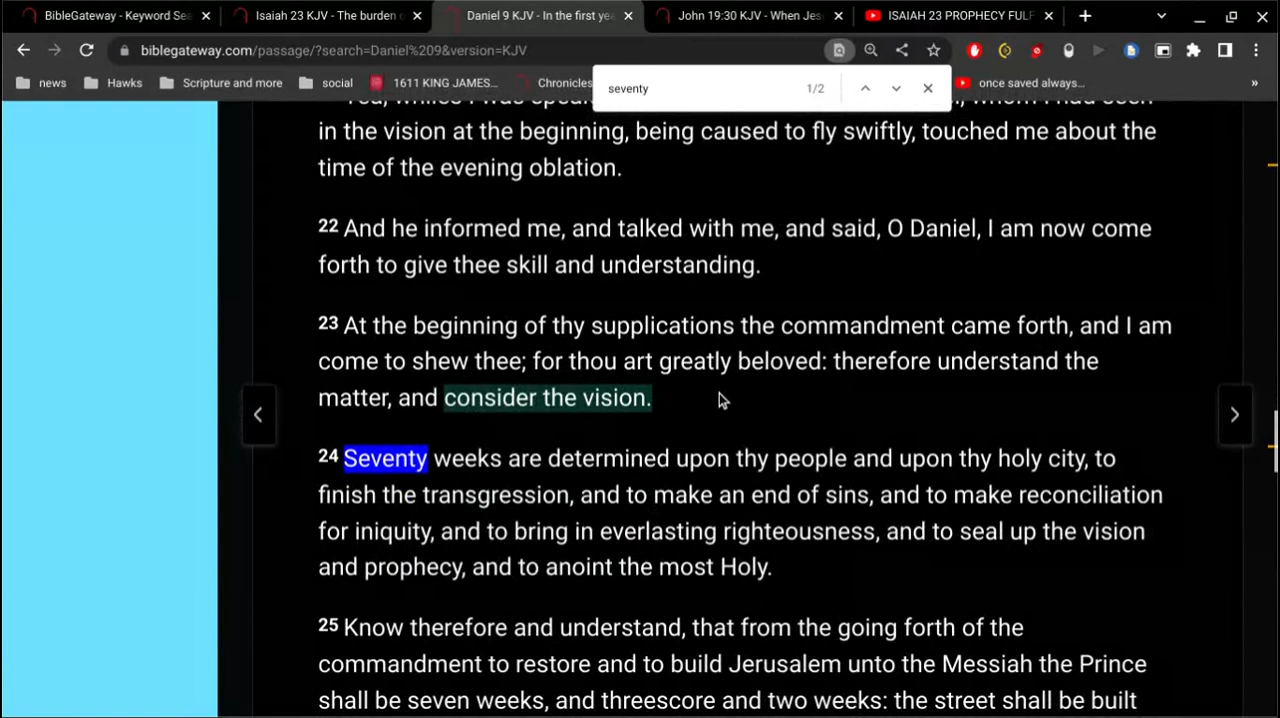 BibleGateway - Keyword Sea
Isaiah 23 KJV - The burden o
Daniel 9 KJV - In the first yea
John 19:30 KJV - When Jes
ISAIAH 23 PROPHECY FULF
biblegateway.com/passage/?search=Daniel%209&version=KJV
news
Hawks
Scripture and more
social
1611 KING JAMES...
Chronicles
once saved always...
»
seventy
1/2
in the vision at the beginning, being caused to fly swiftly, touched me about the
time of the evening oblation.
22 And he informed me, and talked with me, and said, O Daniel, I am now come
forth to give thee skill and understanding.
23 At the beginning of thy supplications the commandment came forth, and I am
come to shew thee; for thou art greatly beloved: therefore understand the
matter, and consider the vision.
24 Seventy weeks are determined upon thy people and upon thy holy city, to
finish the transgression, and to make an end of sins, and to make reconciliation
for iniquity, and to bring in everlasting righteousness, and to seal up the vision
and prophecy, and to anoint the most Holy.
25 Know therefore and understand, that from the going forth of the
commandment to restore and to build Jerusalem unto the Messiah the Prince
shall be seven weeks, and threescore and two weeks: the street shall be built